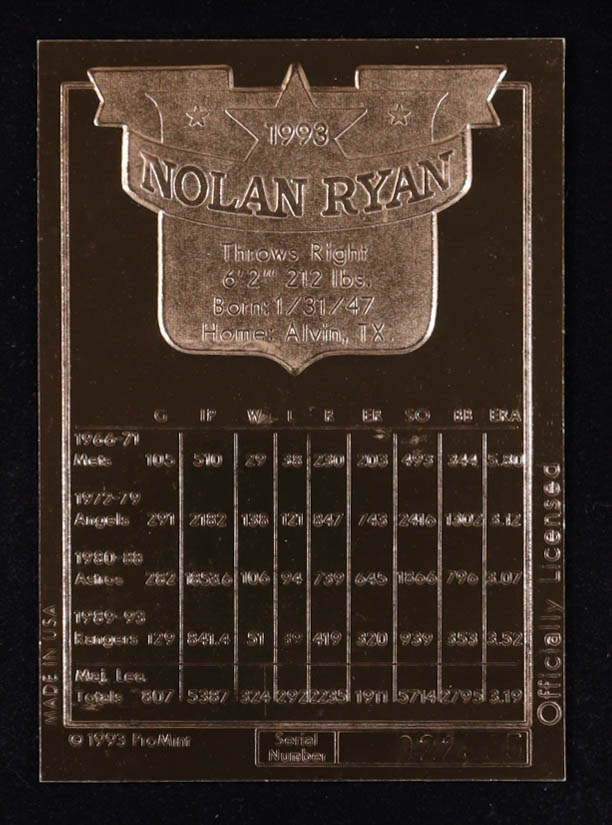 1993
NOLAN RYAN
Throws Right
6'2"" 212 lbs.
Born: 1/31/47
Home: Alvin, TX.
G IP W L R ER SO BB ERA
1966-71
Mets 105 510 29 38 230 203 493 344 3.30
1972-79
Angels 291 2182 138 121 847 743 2416 1302 3.12
1980-88
Astros 282 1853.6 106 94 739 645 1866 796 3.07
1989-93
Rangers 129 841.4 51 39 419 320 939 353 3.52
Maj. Lea.
Totals 807 5387 324 292 2235 1911 5714 2795 3.19
MADE IN USA
Officially Licensed
© 1993 ProMint
Serial
Number